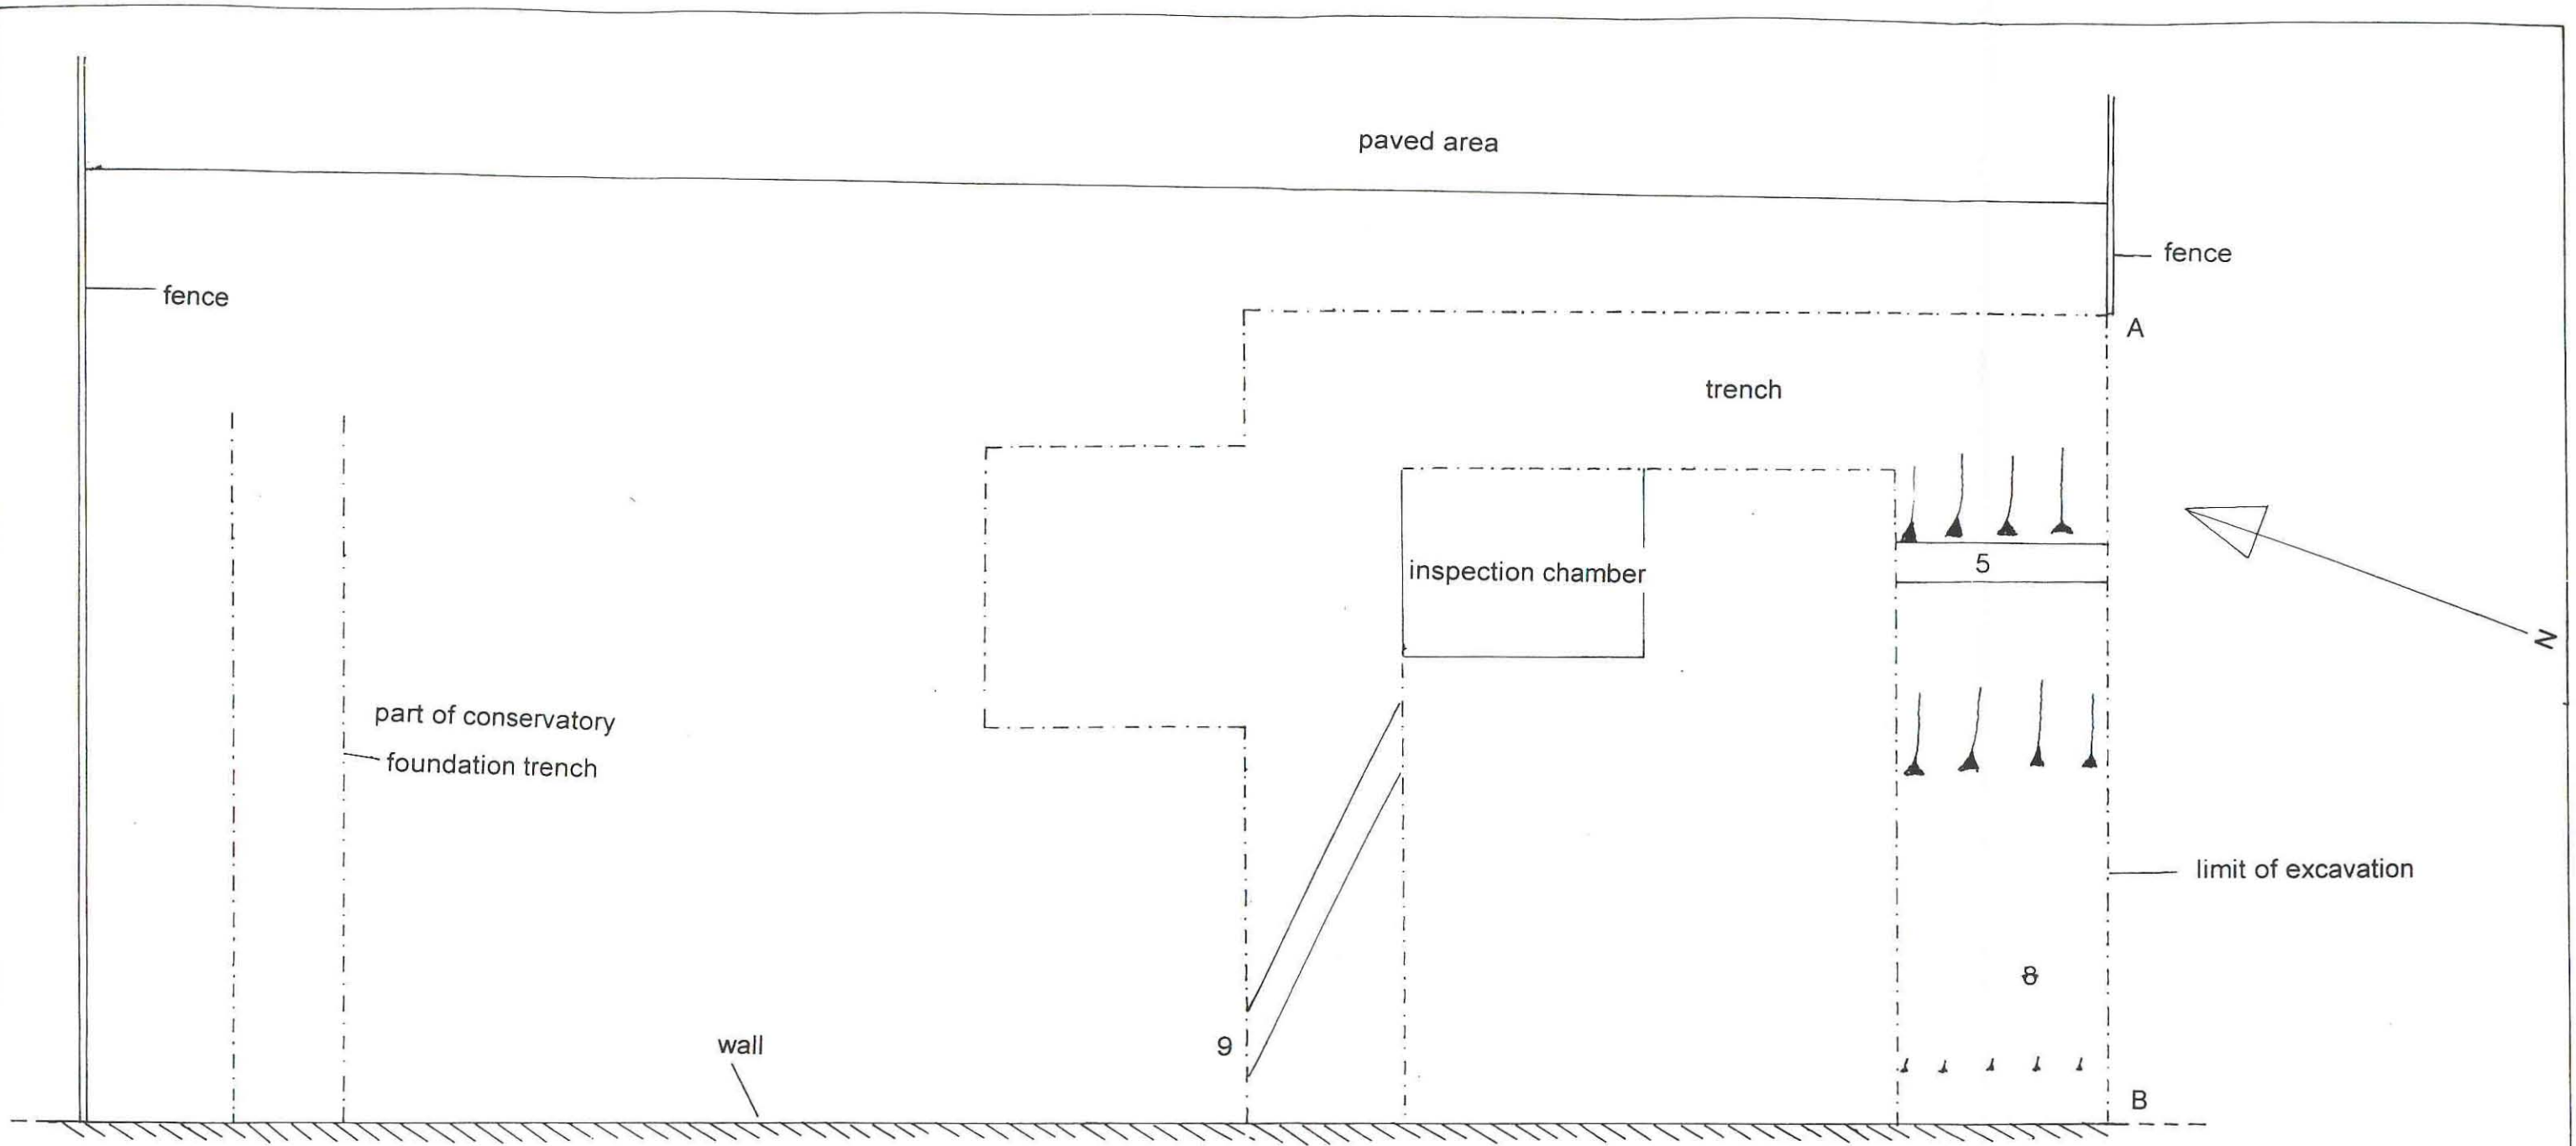 paved area
fence
fence
A
trench
5
inspection chamber
N
part of conservatory
foundation trench
limit of excavation
8
wall
9
B